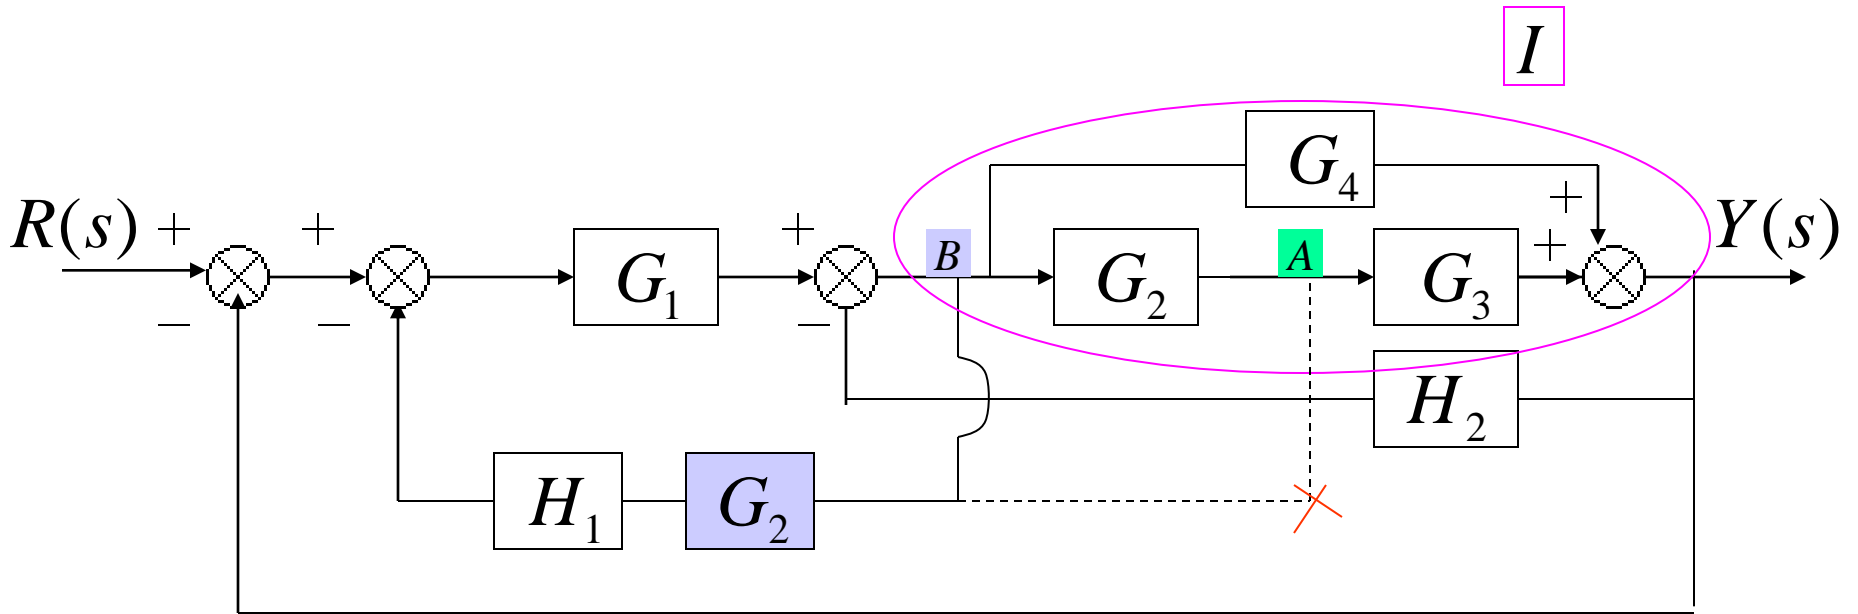 I
G₄
R(s) + + + B A + + Y(s)
G₁ G₂ G₃
− − −
H₂
H₁ G₂